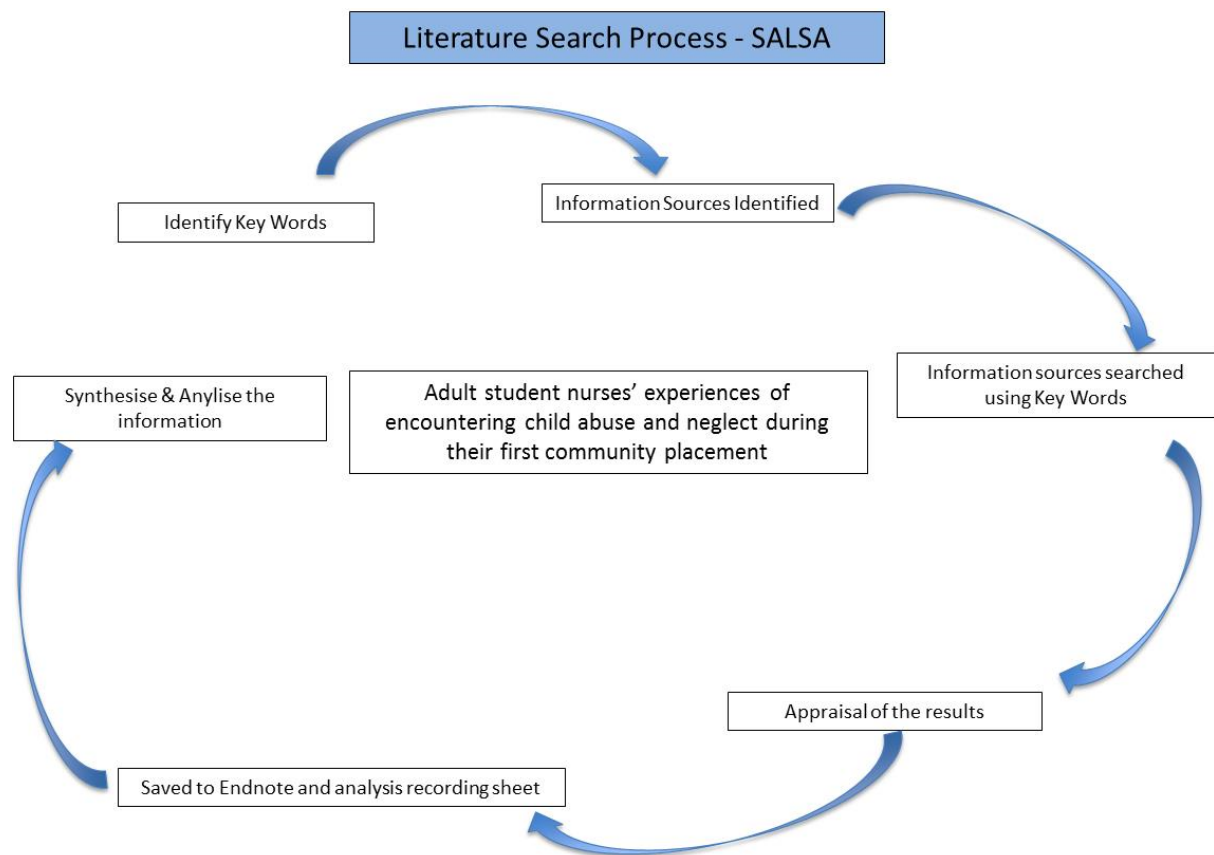 Literature Search Process - SALSA
Identify Key Words
Information Sources Identified
Information sources searched
using Key Words
Appraisal of the results
Saved to Endnote and analysis recording sheet
Synthesise & Anylise the
information
Adult student nurses’ experiences of
encountering child abuse and neglect during
their first community placement